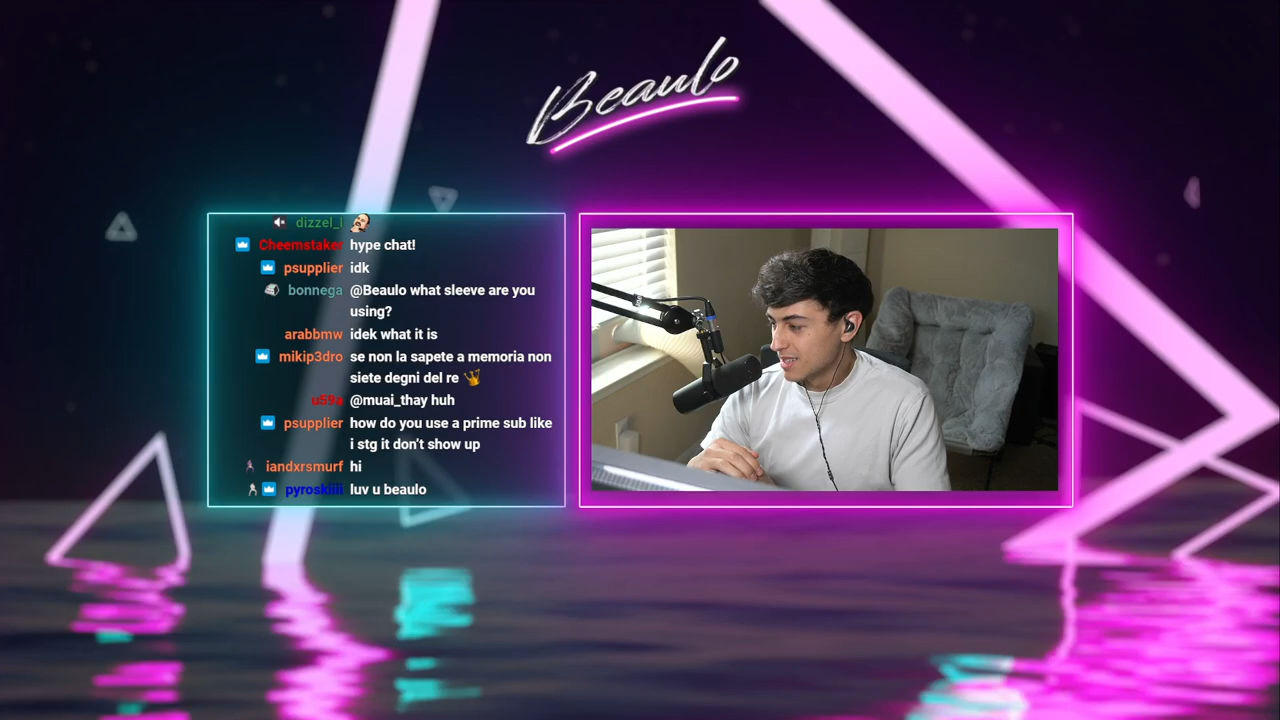 Beaulo
dizzel_l
Cheemstaker hype chat!
psupplier idk
bonnega @Beaulo what sleeve are you
using?
arabbmw idek what it is
mikip3dro se non la sapete a memoria non
siete degni del re
u59a @muai_thay huh
psupplier how do you use a prime sub like
i stg it don't show up
iandxrsmurf hi
pyroskiiii luv u beaulo